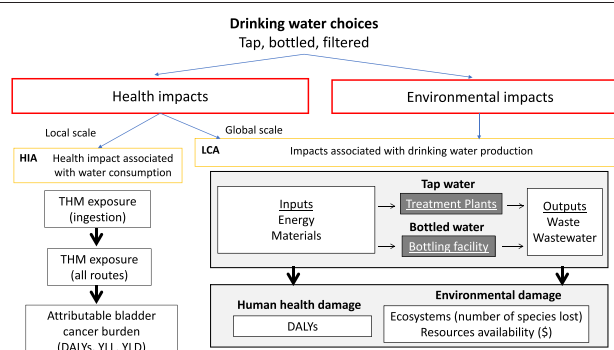 Drinking water choices
Tap, bottled, filtered
Health impacts
Environmental impacts
Local scale
Global scale
HIA Health impact associated
with water consumption
LCA Impacts associated with drinking water production
THM exposure
(ingestion)
THM exposure
(all routes)
Attributable bladder
cancer burden
(DALYs, YLL, YLD)
Inputs
Energy
Materials
Tap water
Treatment Plants
Bottled water
Bottling facility
Outputs
Waste
Wastewater
Human health damage
DALYs
Environmental damage
Ecosystems (number of species lost)
Resources availability ($)